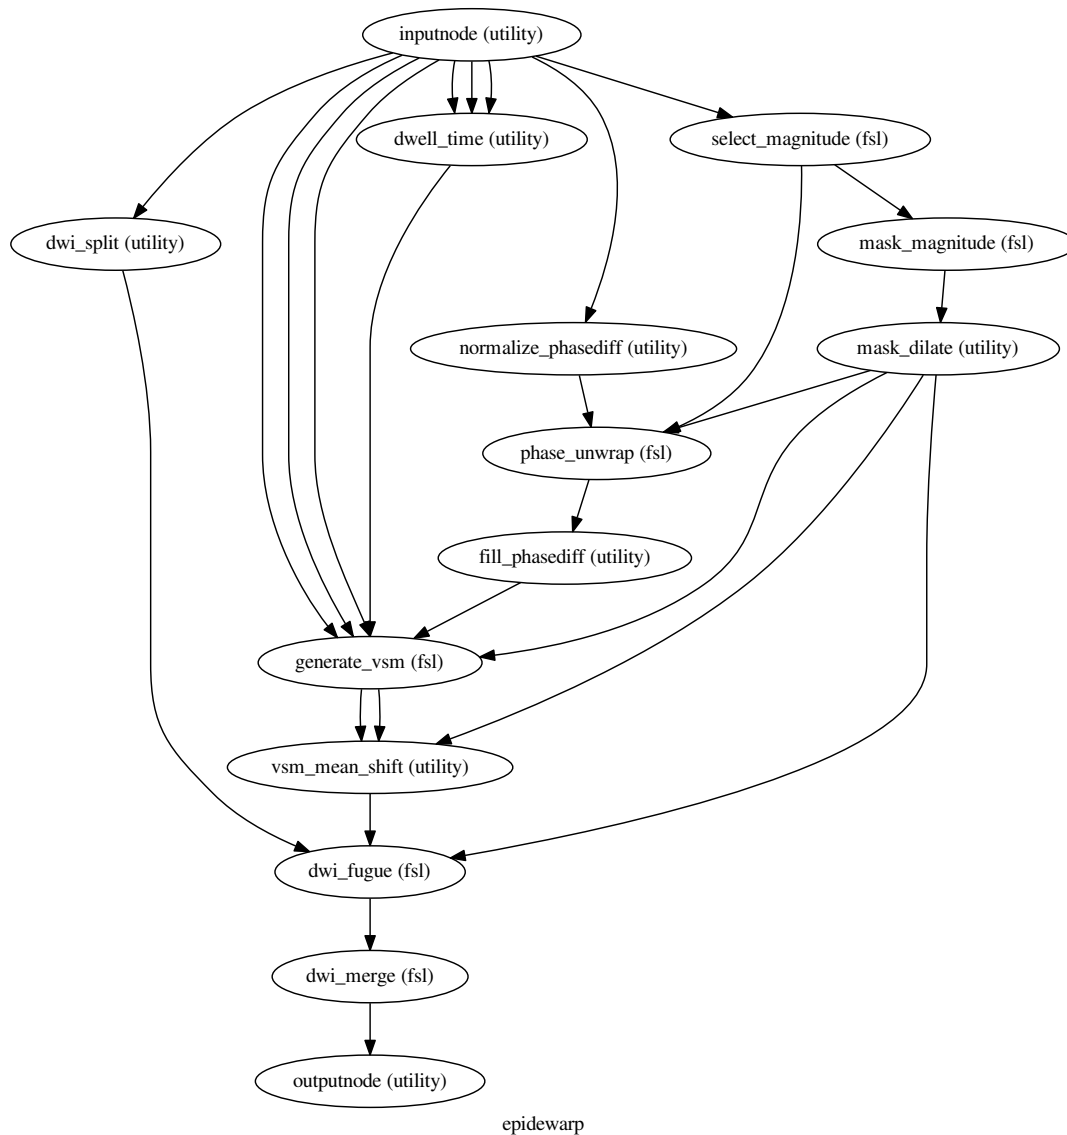 inputnode (utility)
dwell_time (utility)
select_magnitude (fsl)
dwi_split (utility)
mask_magnitude (fsl)
normalize_phasediff (utility)
mask_dilate (utility)
phase_unwrap (fsl)
fill_phasediff (utility)
generate_vsm (fsl)
vsm_mean_shift (utility)
dwi_fugue (fsl)
dwi_merge (fsl)
outputnode (utility)
epidewarp